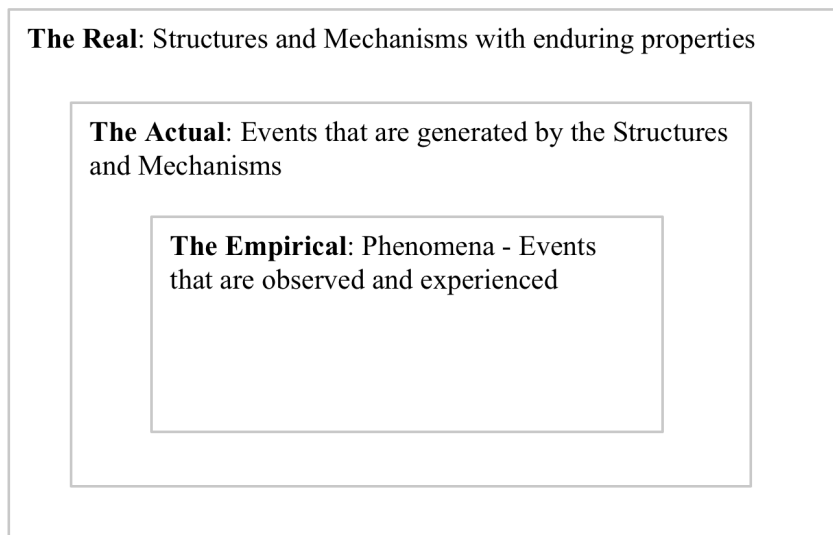 The Real: Structures and Mechanisms with enduring properties
The Actual: Events that are generated by the Structures
and Mechanisms
The Empirical: Phenomena - Events
that are observed and experienced